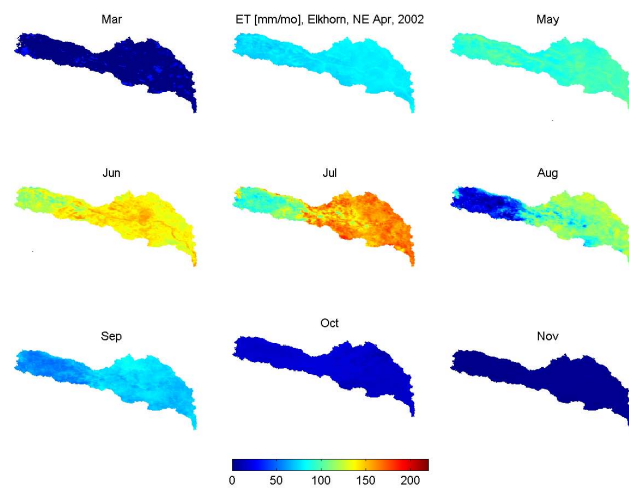 Mar
ET [mm/mo], Elkhorn, NE Apr, 2002
May
Jun
Jul
Aug
Sep
Oct
Nov
0 50 100 150 200